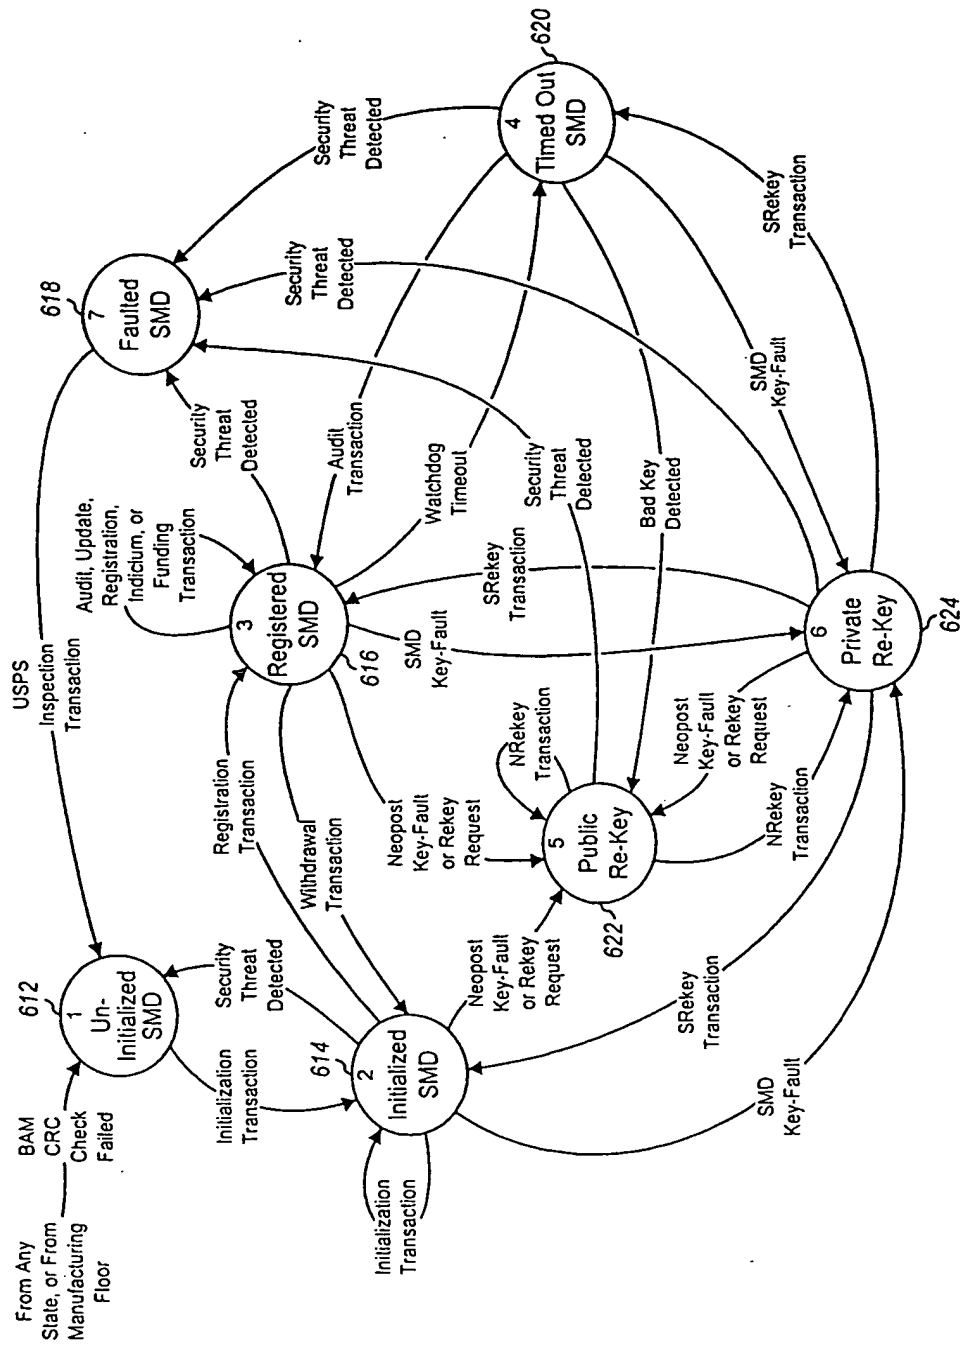 From Any
State, or From
Manufacturing
Floor
BAM
CRC
Check
Failed
612
1
Un-
Initialized
SMD
USPS
Inspection
Transaction
618
7
Faulted
SMD
Security
Threat
Detected
620
4
Timed Out
SMD
Initialization
Transaction
Security
Threat
Detected
Registration
Transaction
Audit, Update,
Registration,
Indicium, or
Funding
Transaction
Security
Threat
Detected
Security
Threat
Detected
614
2
Initialized
SMD
Initialization
Transaction
Withdrawal
Transaction
3
Registered
SMD
616
Audit
Transaction
Watchdog
Timeout
Neopost
Key-Fault
or Rekey
Request
SMD
Key-Fault
SRekey
Transaction
Security
Threat
Detected
Neopost
Key-Fault
or Rekey
Request
NRekey
Transaction
5
Public
Re-Key
622
Bad Key
Detected
SMD
Key-Fault
SRekey
Transaction
Neopost
Key-Fault
or Rekey
Request
NRekey
Transaction
SRekey
Transaction
SMD
Key-Fault
6
Private
Re-Key
624